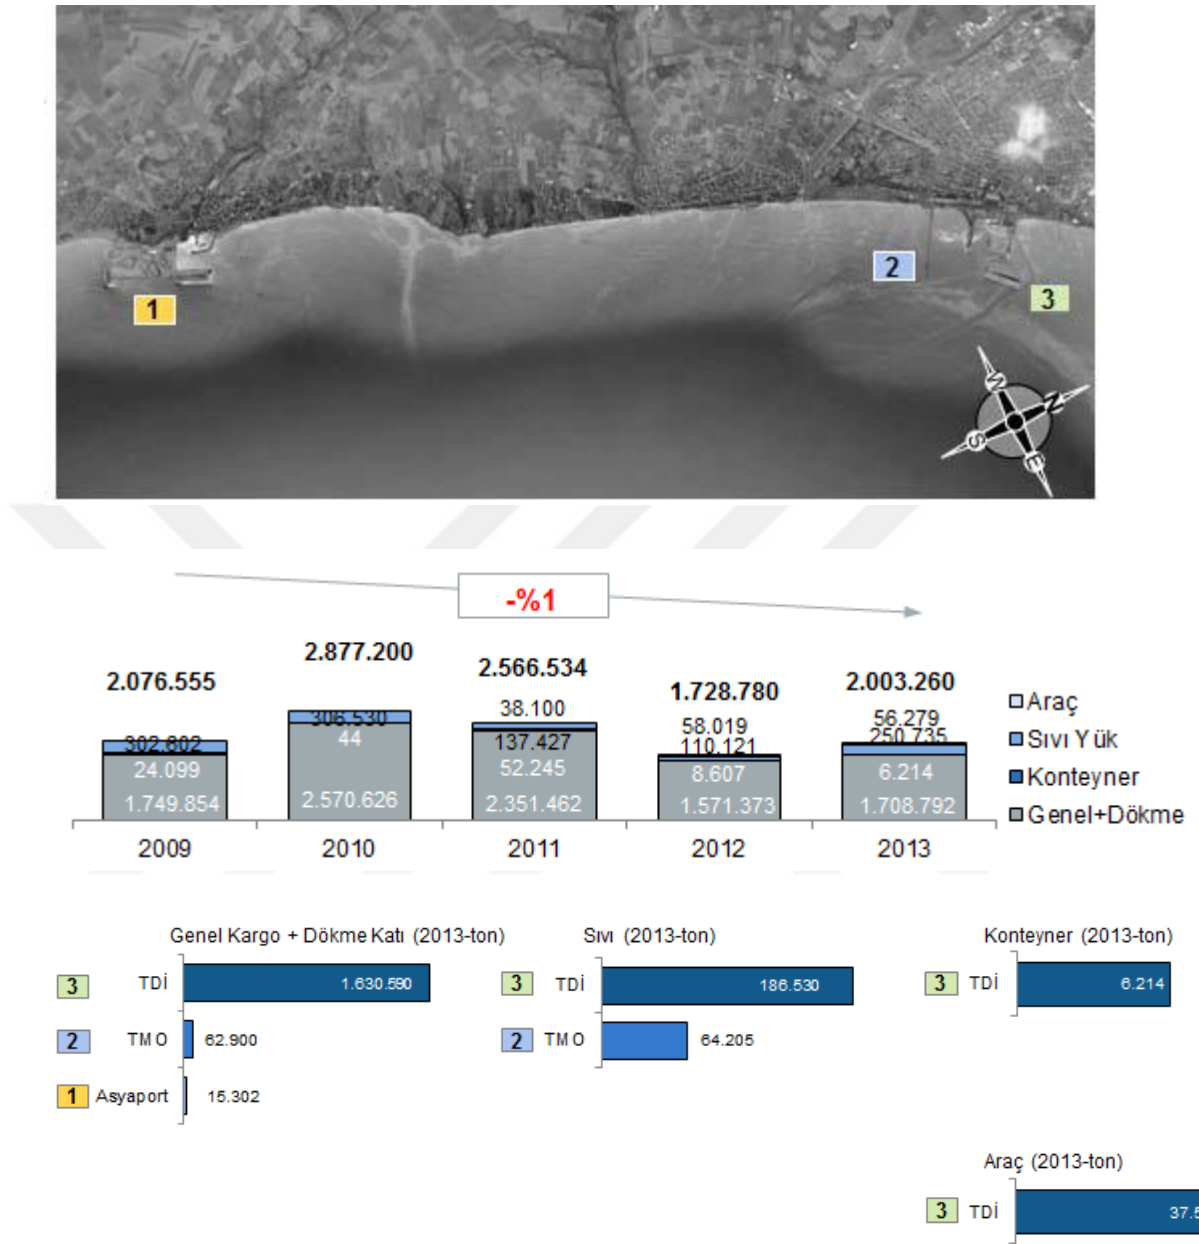 1
2
3
N
S
E
-%1
2.076.555
2.877.200
2.566.534
1.728.780
2.003.260
302.602
24.099
1.749.854
306.530
44
2.570.626
38.100
137.427
52.245
2.351.462
58.019
110.121
8.607
1.571.373
56.279
250.735
6.214
1.708.792
Araç
Sıvı Yük
Konteyner
Genel+Dökme
2009 2010 2011 2012 2013
Genel Kargo + Dökme Katı (2013-ton)
3 TDİ 1.630.590
2 TMO 62.900
1 Asyaport 15.302
Sıvı (2013-ton)
3 TDİ 186.530
2 TMO 64.205
Konteyner (2013-ton)
3 TDİ 6.214
Araç (2013-ton)
3 TDİ